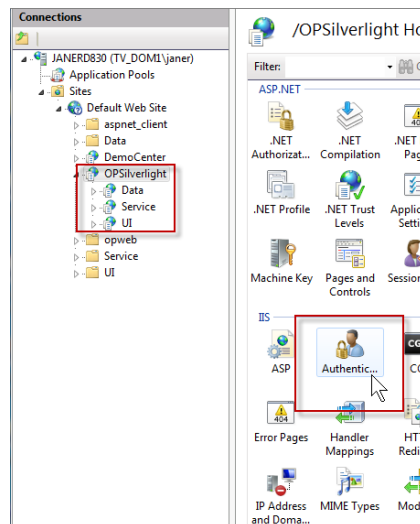 Connections
JANERD830 (TV_DOM1\janer)
Application Pools
Sites
Default Web Site
aspnet_client
Data
DemoCenter
OPSilverlight
Data
Service
UI
opweb
Service
UI
/OPSilverlight Ho
Filter:
ASP.NET
.NET
Authorizat...
.NET
Compilation
.NET
Pag
.NET Profile
.NET Trust
Levels
Applic
Setti
Machine Key
Pages and
Controls
Session
IIS
ASP
Authentic...
CG
CG
404
Error Pages
Handler
Mappings
HT
Redi
IP Address
and Doma...
MIME Types
Mod